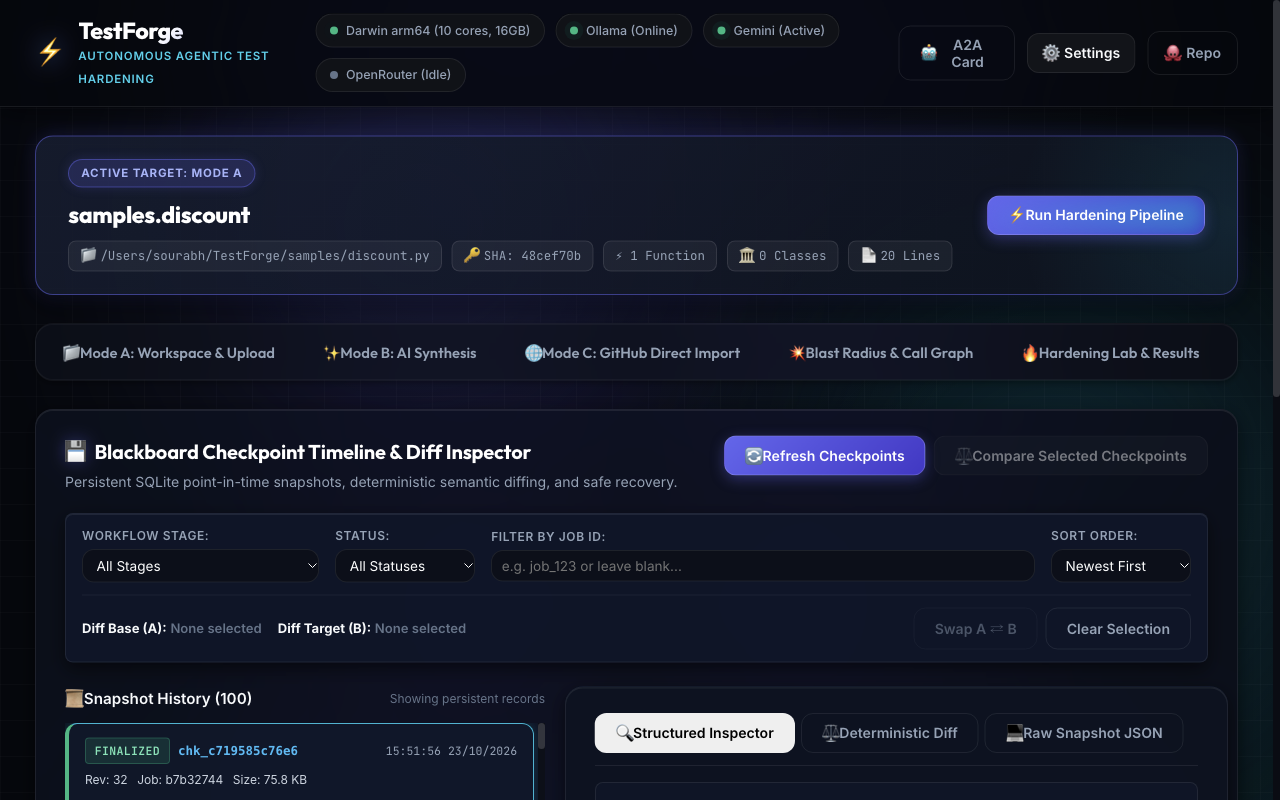 TestForge
AUTONOMOUS AGENTIC TEST
HARDENING
Darwin arm64 (10 cores, 16GB)
Ollama (Online)
Gemini (Active)
OpenRouter (Idle)
A2A
Card
Settings
Repo
ACTIVE TARGET: MODE A
samples.discount
/Users/sourabh/TestForge/samples/discount.py
SHA: 48cef70b
⚡ 1 Function
0 Classes
20 Lines
⚡Run Hardening Pipeline
Mode A: Workspace & Upload
Mode B: AI Synthesis
Mode C: GitHub Direct Import
Blast Radius & Call Graph
Hardening Lab & Results
Blackboard Checkpoint Timeline & Diff Inspector
Persistent SQLite point-in-time snapshots, deterministic semantic diffing, and safe recovery.
Refresh Checkpoints
Compare Selected Checkpoints
WORKFLOW STAGE:
All Stages
STATUS:
All Statuses
FILTER BY JOB ID:
e.g. job_123 or leave blank...
SORT ORDER:
Newest First
Diff Base (A): None selected
Diff Target (B): None selected
Swap A ⇄ B
Clear Selection
Snapshot History (100)
Showing persistent records
FINALIZED
chk_c719585c76e6
15:51:56 23/10/2026
Rev: 32 Job: b7b32744 Size: 75.8 KB
Structured Inspector
Deterministic Diff
Raw Snapshot JSON